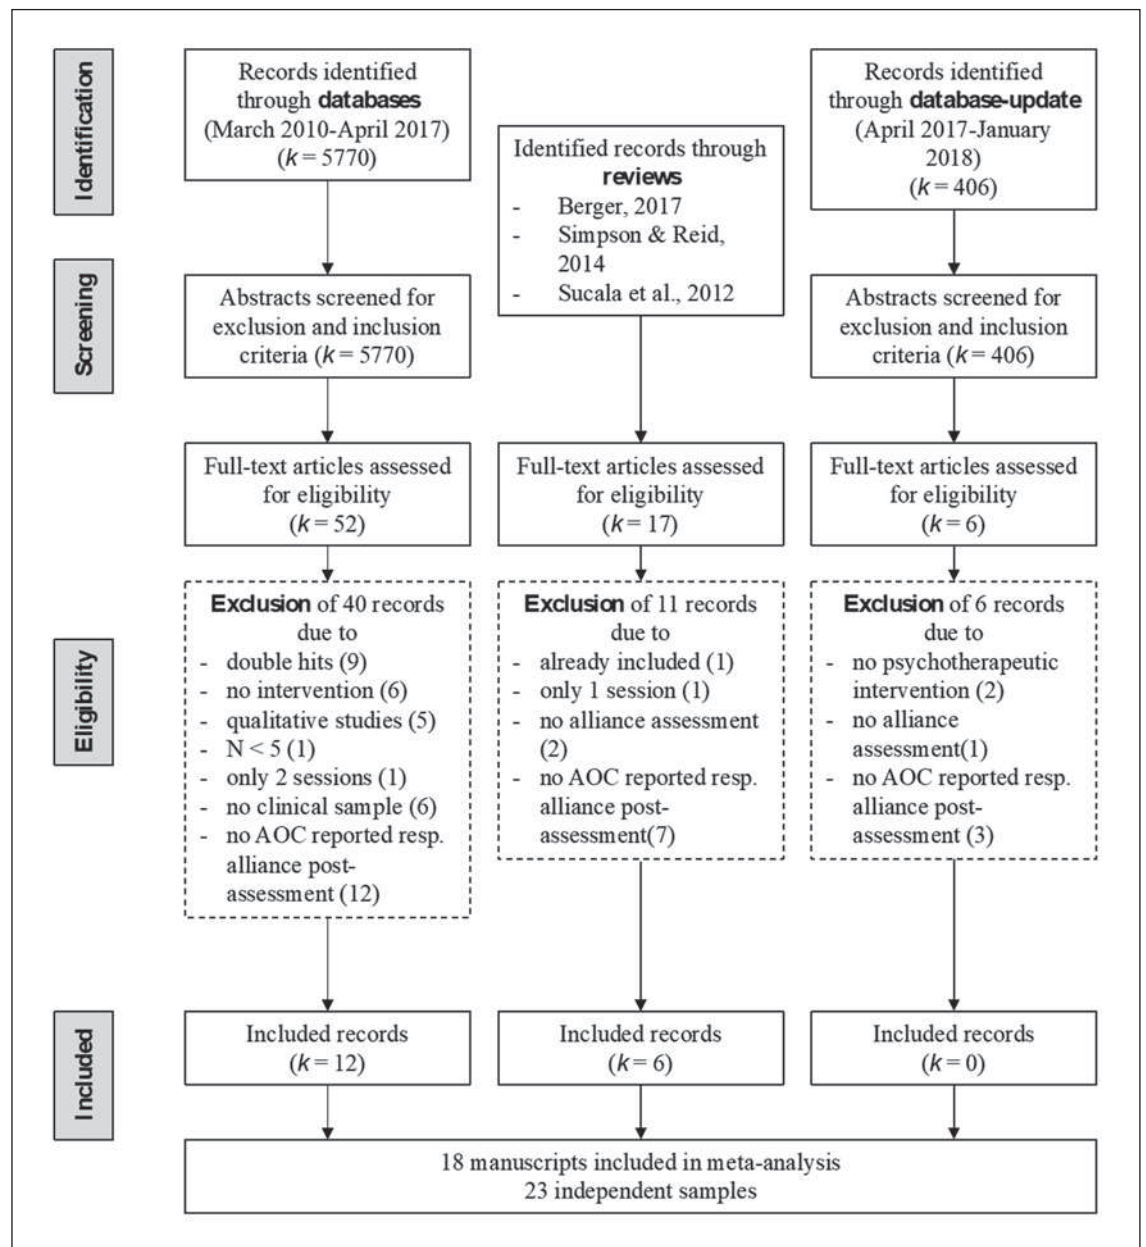 Identification
Records identified
through databases
(March 2010-April 2017)
(k = 5770)
Identified records through
reviews
- Berger, 2017
- Simpson & Reid,
2014
- Sucala et al., 2012
Records identified
through database-update
(April 2017-January
2018)
(k = 406)
Screening
Abstracts screened for
exclusion and inclusion
criteria (k = 5770)
Abstracts screened for
exclusion and inclusion
criteria (k = 406)
Full-text articles assessed
for eligibility
(k = 52)
Full-text articles assessed
for eligibility
(k = 17)
Full-text articles assessed
for eligibility
(k = 6)
Eligibility
Exclusion of 40 records
due to
- double hits (9)
- no intervention (6)
- qualitative studies (5)
- N < 5 (1)
- only 2 sessions (1)
- no clinical sample (6)
- no AOC reported resp.
alliance post-
assessment (12)
Exclusion of 11 records
due to
- already included (1)
- only 1 session (1)
- no alliance assessment
(2)
- no AOC reported resp.
alliance post-
assessment(7)
Exclusion of 6 records
due to
- no psychotherapeutic
intervention (2)
- no alliance
assessment(1)
- no AOC reported resp.
alliance post-
assessment (3)
Included
Included records
(k = 12)
Included records
(k = 6)
Included records
(k = 0)
18 manuscripts included in meta-analysis
23 independent samples